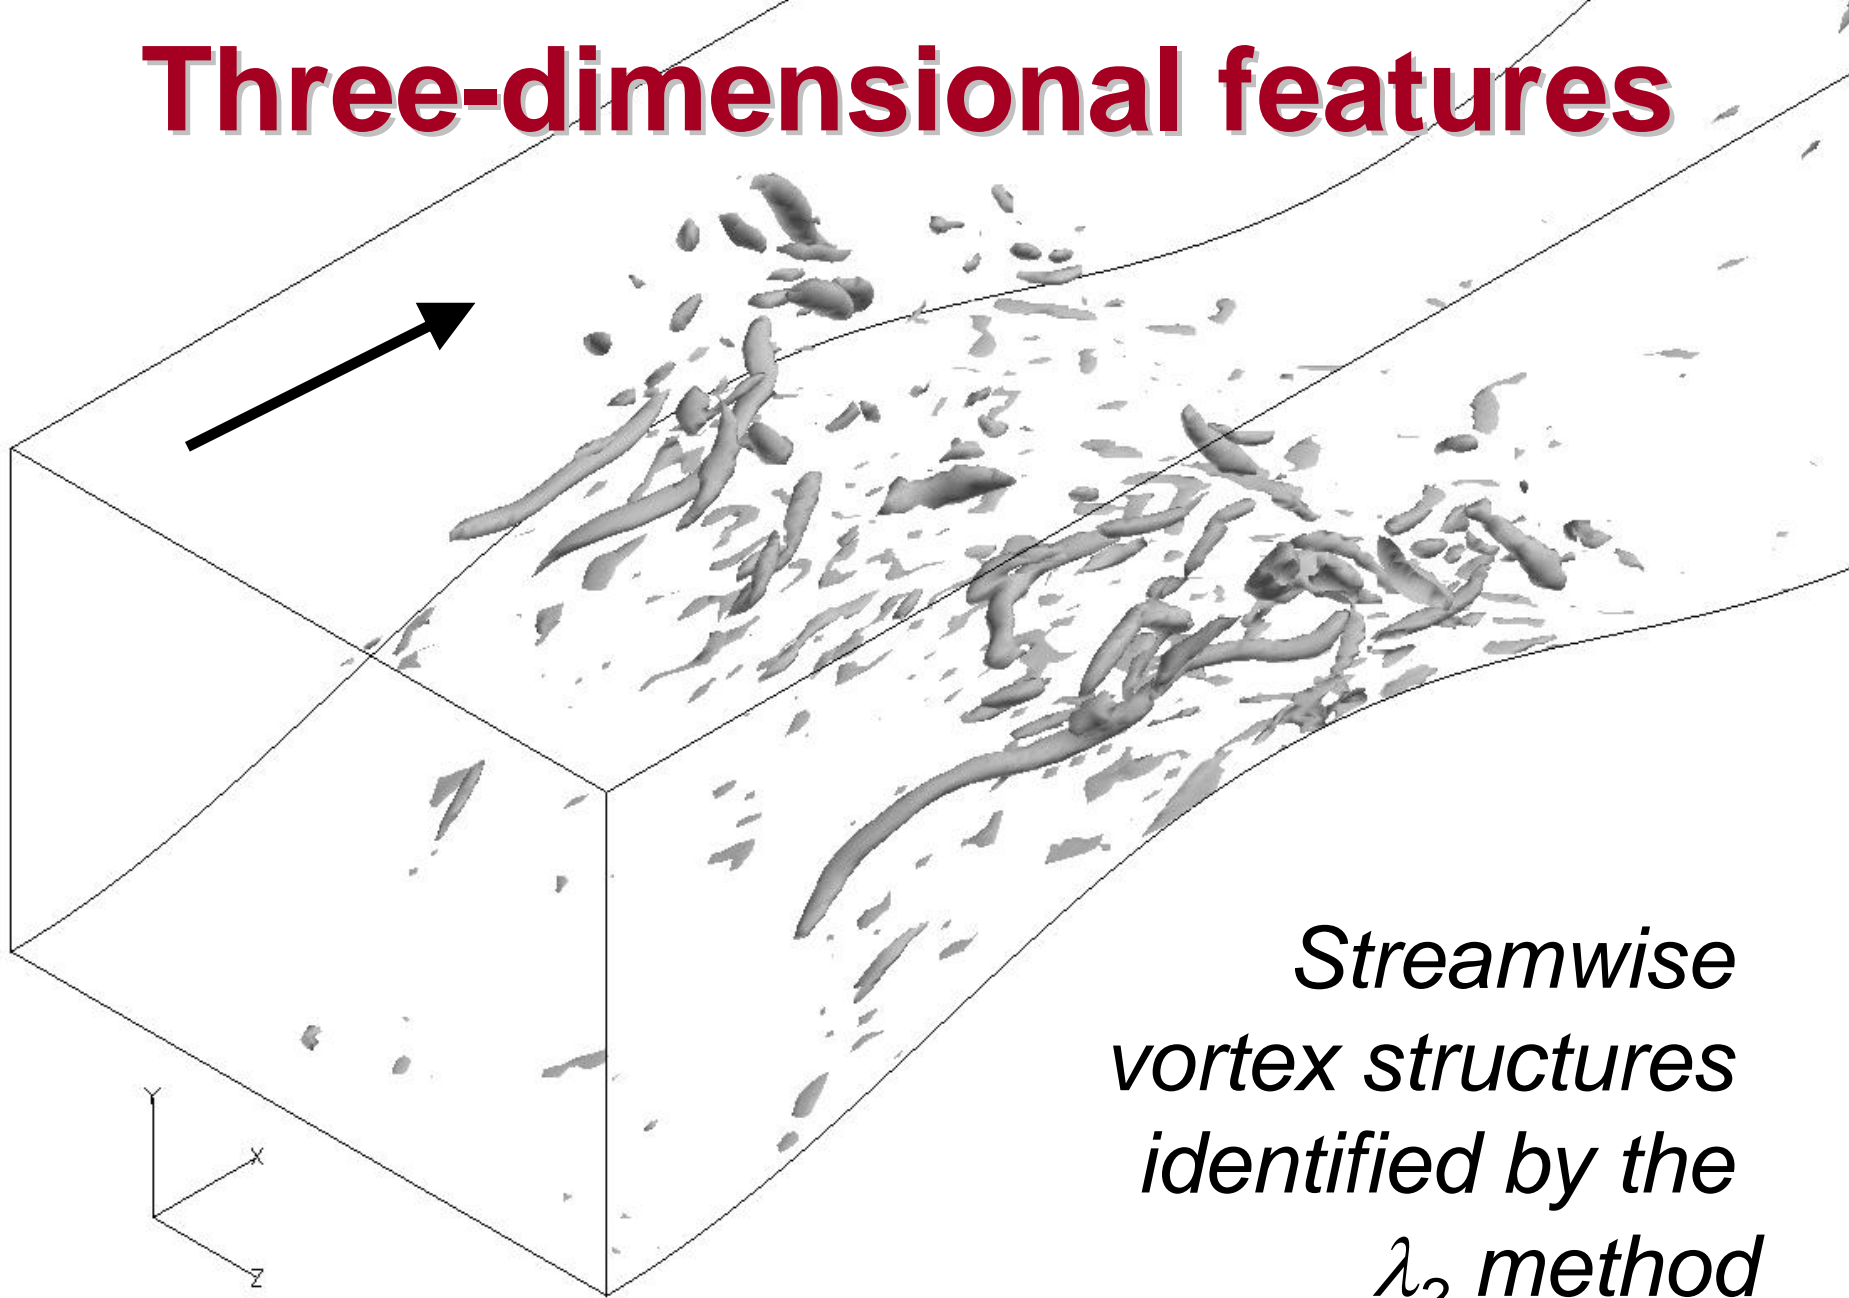 Three-dimensional features
Streamwise
vortex structures
identified by the
λ₂ method
Y
X
Z